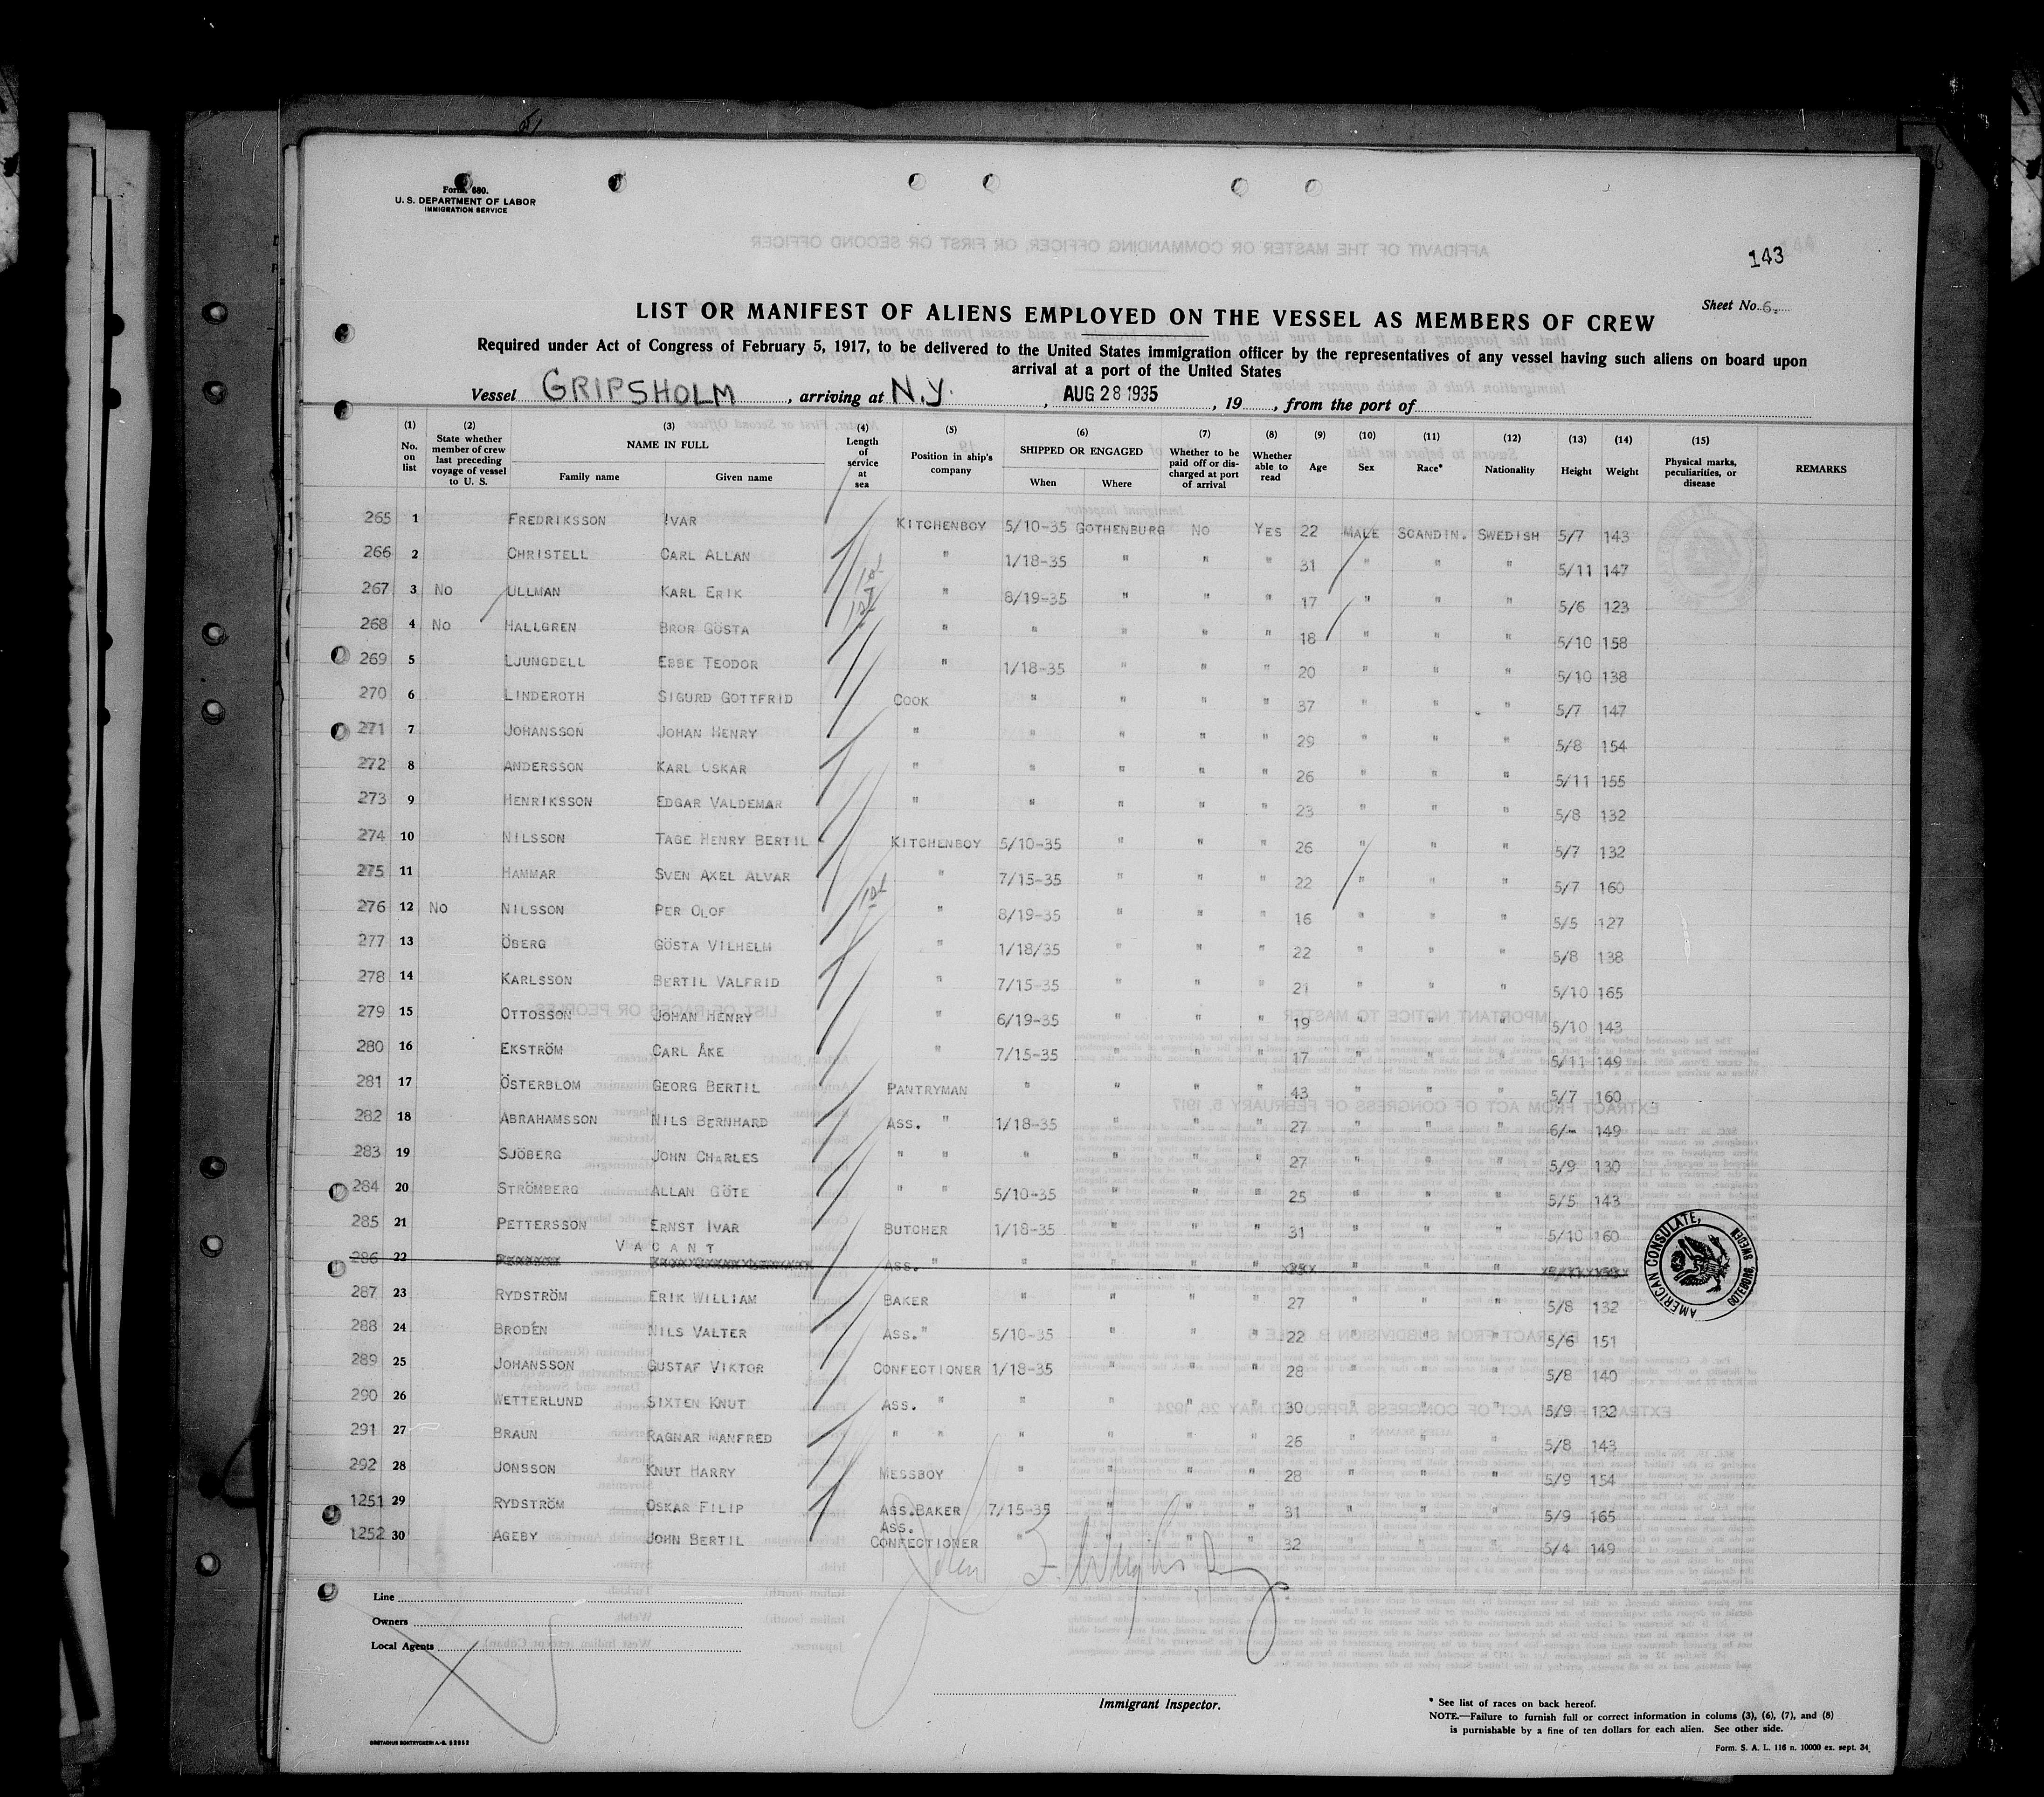 Form 680.
U. S. DEPARTMENT OF LABOR
IMMIGRATION SERVICE
143
Sheet No. 6.
LIST OR MANIFEST OF ALIENS EMPLOYED ON THE VESSEL AS MEMBERS OF CREW
Required under Act of Congress of February 5, 1917, to be delivered to the United States immigration officer by the representatives of any vessel having such aliens on board upon
arrival at a port of the United States
Vessel GRIPSHOLM, arriving at N.y., AUG 28 1935, 19, from the port of
(1) No. on list (2) State whether member of crew last preceding voyage of vessel to U. S. (3) NAME IN FULL Family name Given name (4) Length of service at sea (5) Position in ship's company (6) SHIPPED OR ENGAGED When Where (7) Whether to be paid off or discharged at port of arrival (8) Whether able to read (9) Age (10) Sex (11) Race* (12) Nationality (13) Height (14) Weight (15) Physical marks, peculiarities, or disease REMARKS
265 1 FREDRIKSSON IVAR KITCHENBOY 5/10-35 GOTHENBURG NO YES 22 MALE SCANDIN. SWEDISH 5/7 143
266 2 CHRISTELL CARL ALLAN " 1/18-35 " " " 31 " " " 5/11 147
267 3 NO ULLMAN KARL ERIK 1st " 8/19-35 " " " 17 " " " 5/6 123
268 4 NO HALLGREN BROR GÖSTA 1st " " " " " 18 " " " 5/10 158
269 5 LJUNGDELL EBBE TEODOR " 1/18-35 " " " 20 " " " 5/10 138
270 6 LINDEROTH SIGURD GOTTFRID COOK " " " " 37 " " " 5/7 147
271 7 JOHANSSON JOHAN HENRY " " " " " 29 " " " 5/8 154
272 8 ANDERSSON KARL OSKAR " " " " " 26 " " " 5/11 155
273 9 HENRIKSSON EDGAR VALDEMAR " " " " " 23 " " " 5/8 132
274 10 NILSSON TAGE HENRY BERTIL KITCHENBOY 5/10-35 " " " 26 " " " 5/7 132
275 11 HAMMAR SVEN AXEL ALVAR " 7/15-35 " " " 22 " " " 5/7 160
276 12 NO NILSSON PER OLOF 1st " 8/19-35 " " " 16 " " " 5/5 127
277 13 ÖBERG GÖSTA VILHELM " 1/18/35 " " " 22 " " " 5/8 138
278 14 KARLSSON BERTIL VALFRID " 7/15-35 " " " 21 " " " 5/10 165
279 15 OTTOSSON JOHAN HENRY " 6/19-35 " " " 19 " " " 5/10 143
280 16 EKSTRÖM CARL ÅKE " 7/15-35 " " " 17 " " " 5/11 149
281 17 ÖSTERBLOM GEORG BERTIL PANTRYMAN " " " " 43 " " " 5/7 160
282 18 ABRAHAMSSON NILS BERNHARD ASS. " 1/18-35 " " " 27 " " " 6/- 149
283 19 SJÖBERG JOHN CHARLES " " " " " " 27 " " " 5/9 130
284 20 STRÖMBERG ALLAN GÖTE " " 5/10-35 " " " 25 " " " 5/5 143
285 21 PETTERSSON ERNST IVAR BUTCHER 1/18-35 " " " 31 " " " 5/10 160
VACANT
286 22 ASS. " " " " "
287 23 RYDSTRÖM ERIK WILLIAM BAKER " " " " 27 " " " 5/8 132
288 24 BRODÉN NILS VALTER ASS. " 5/10-35 " " " 22 " " " 5/6 151
289 25 JOHANSSON GUSTAF VIKTOR CONFECTIONER 1/18-35 " " " 28 " " " 5/8 140
290 26 WETTERLUND SIXTEN KNUT ASS. " " " " " 30 " " " 5/9 132
291 27 BRAUN RAGNAR MANFRED " " " " " " 26 " " " 5/8 143
292 28 JONSSON KNUT HARRY MESSBOY " " " " 28 " " " 5/9 154
1251 29 RYDSTRÖM OSKAR FILIP ASS.BAKER 7/15-35 " " " 31 " " " 5/9 165
1252 30 AGEBY JOHN BERTIL ASS. CONFECTIONER " " " " 32 " " " 5/4 149
AMERICAN CONSULATE,
GOTEBORG, SWEDEN
Line
Owners
Local Agents
John
Immigrant Inspector.
* See list of races on back hereof.
NOTE.—Failure to furnish full or correct information in colums (3), (6), (7), and (8)
is punishable by a fine of ten dollars for each alien. See other side.
Form. S. A. L. 116 n. 10000 ex. sept. 34.